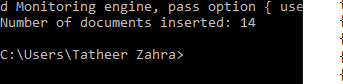 d Monitoring engine, pass option { use
Number of documents inserted: 14
C:\Users\Tatheer Zahra>